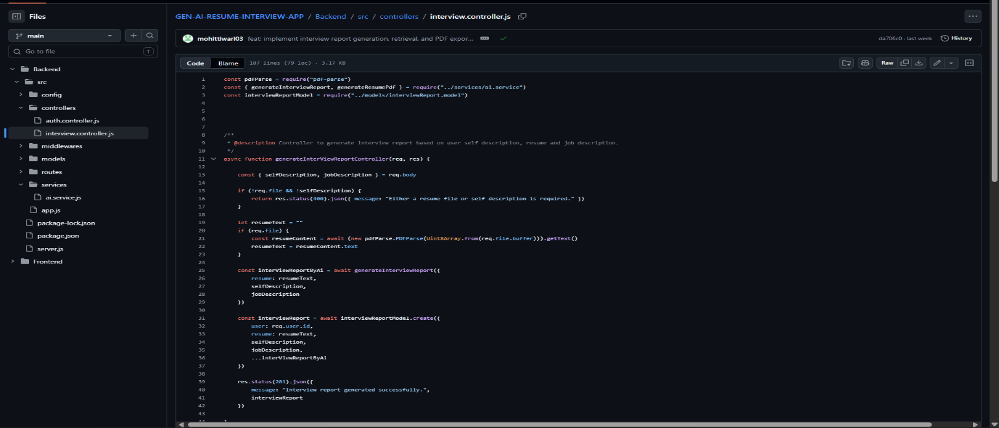 Files
main
Go to file
T
Backend
src
config
controllers
auth.controller.js
interview.controller.js
middlewares
models
routes
services
ai.service.js
app.js
package-lock.json
package.json
server.js
Frontend
GEN-AI-RESUME-INTERVIEW-APP / Backend / src / controllers / interview.controller.js
mohittiwari03 feat: implement interview report generation, retrieval, and PDF expor...
da706c0 · last week
History
Code Blame 107 lines (79 loc) · 3.17 KB
Raw
1 const pdfParse = require("pdf-parse")
2 const { generateInterviewReport, generateResumePdf } = require("../services/ai.service")
3 const interviewReportModel = require("../models/interviewReport.model")
4
5
6
7
8 /**
9 * @description Controller to generate interview report based on user self description, resume and job description.
10 */
11 async function generateInterViewReportController(req, res) {
12
13 const { selfDescription, jobDescription } = req.body
14
15 if (!req.file && !selfDescription) {
16 return res.status(400).json({ message: "Either a resume file or self description is required." })
17 }
18
19 let resumeText = ""
20 if (req.file) {
21 const resumeContent = await (new pdfParse.PDFParse(Uint8Array.from(req.file.buffer))).getText()
22 resumeText = resumeContent.text
23 }
24
25 const interViewReportByAi = await generateInterviewReport({
26 resume: resumeText,
27 selfDescription,
28 jobDescription
29 })
30
31 const interviewReport = await interviewReportModel.create({
32 user: req.user.id,
33 resume: resumeText,
34 selfDescription,
35 jobDescription,
36 ...interViewReportByAi
37 })
38
39 res.status(201).json({
40 message: "Interview report generated successfully.",
41 interviewReport
42 })
43